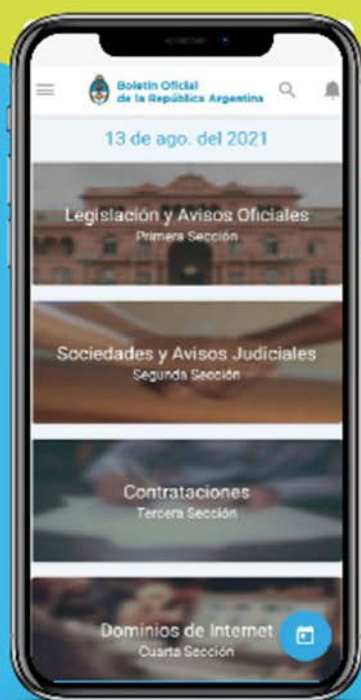 Boletín Oficial
de la República Argentina
13 de ago. del 2021
Legislación y Avisos Oficiales
Primera Sección
Sociedades y Avisos Judiciales
Segunda Sección
Contrataciones
Tercera Sección
Dominios de Internet
Cuarta Sección